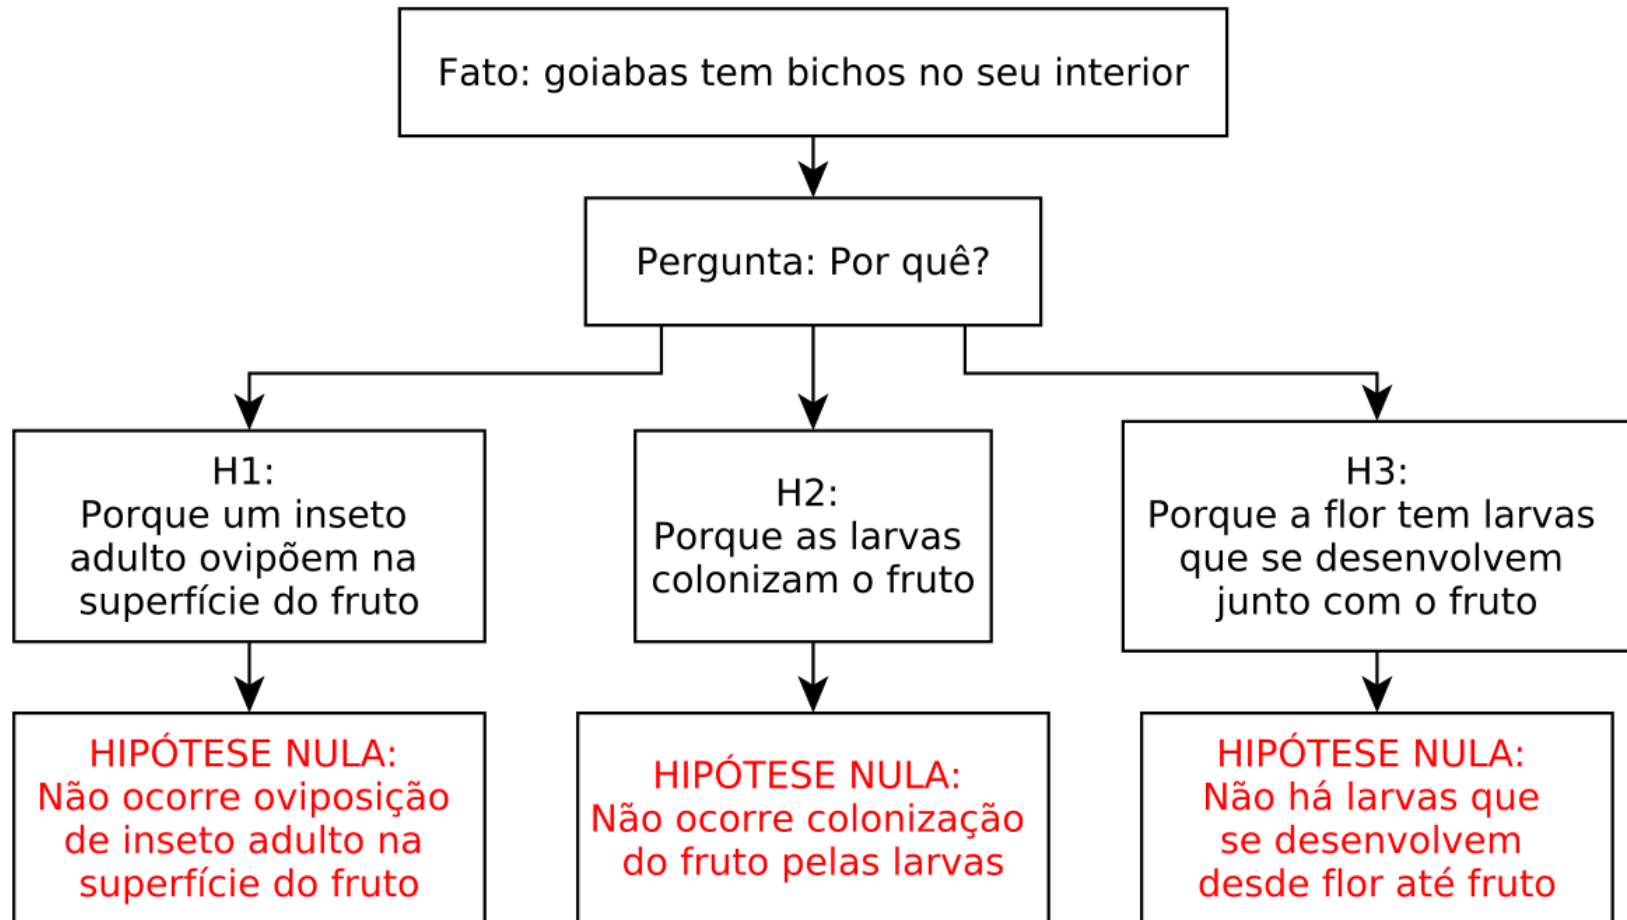 Fato: goiabas tem bichos no seu interior
Pergunta: Por quê?
H1:
Porque um inseto
adulto ovipõem na
superfície do fruto
H2:
Porque as larvas
colonizam o fruto
H3:
Porque a flor tem larvas
que se desenvolvem
junto com o fruto
HIPÓTESE NULA:
Não ocorre oviposição
de inseto adulto na
superfície do fruto
HIPÓTESE NULA:
Não ocorre colonização
do fruto pelas larvas
HIPÓTESE NULA:
Não há larvas que
se desenvolvem
desde flor até fruto